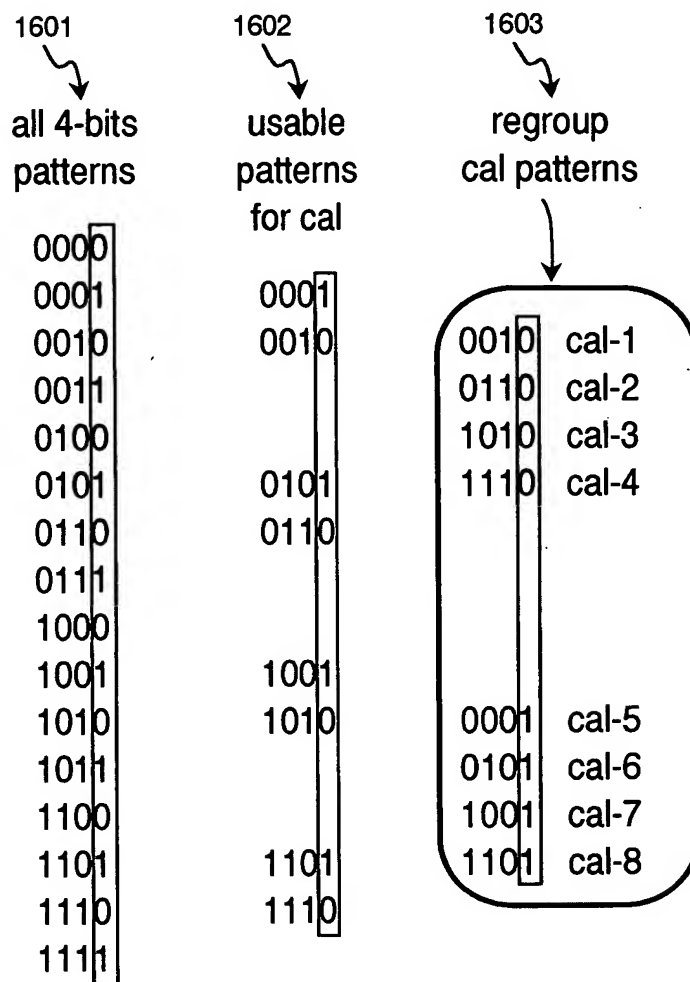 1601 1602 1603
all 4-bits patterns
usable patterns for cal
regroup cal patterns
0000
0001
0010
0011
0100
0101
0110
0111
1000
1001
1010
1011
1100
1101
1110
1111
0001
0010
0101
0110
1001
1010
1101
1110
0010 cal-1
0110 cal-2
1010 cal-3
1110 cal-4
0001 cal-5
0101 cal-6
1001 cal-7
1101 cal-8